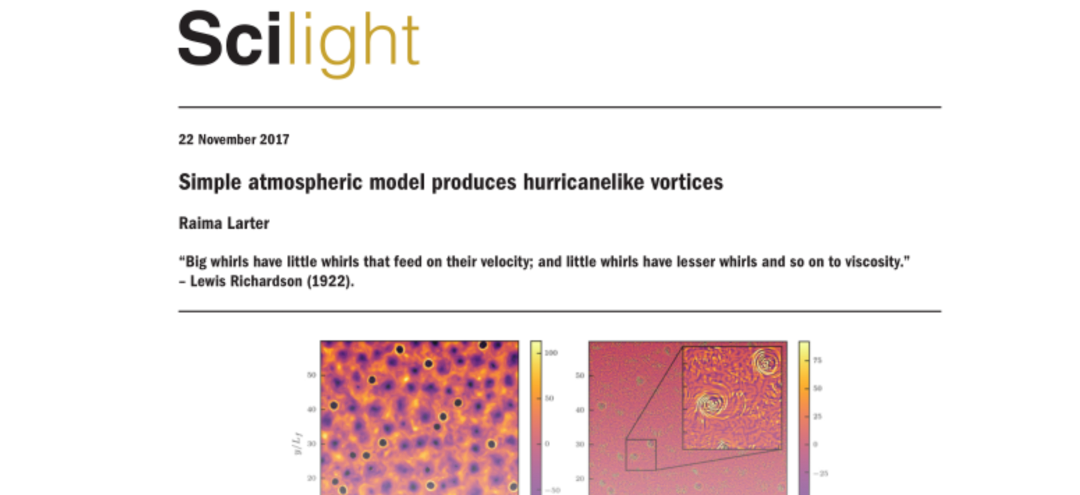 Scilight
22 November 2017
Simple atmospheric model produces hurricanelike vortices
Raima Larter
“Big whirls have little whirls that feed on their velocity; and little whirls have lesser whirls and so on to viscosity.”
– Lewis Richardson (1922).
100
50
0
−50
50
40
30
20
y/Lf
75
50
25
0
−25
50
40
30
20